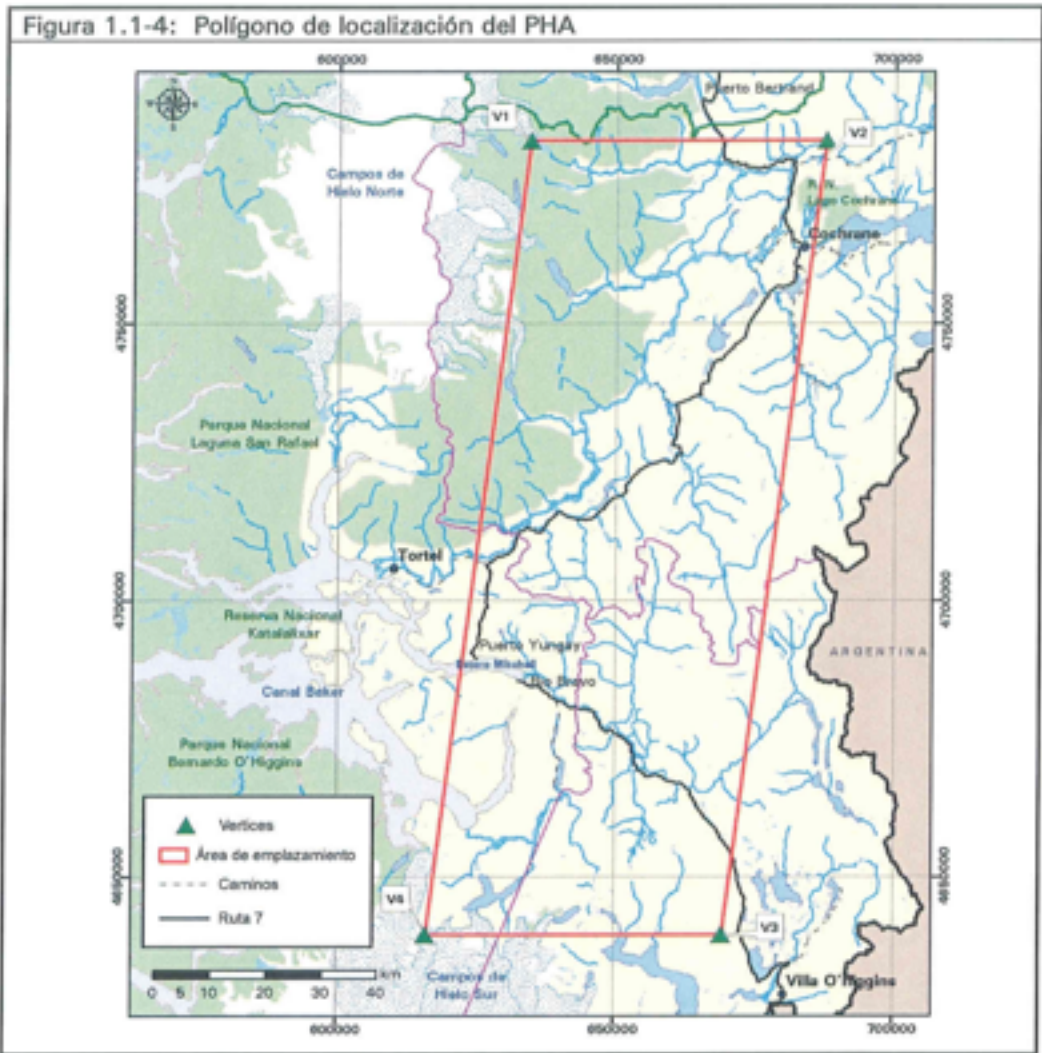 Figura 1.1-4: Polígono de localización del PHA
600000
650000
700000
Puerto Bertrand
V1
V2
Campos de
Hielo Norte
R. N.
Lago Cochrane
Cochrane
4750000
4750000
Parque Nacional
Laguna San Rafael
Tortel
4700000
4700000
Reserva Nacional
Katalalixar
Puerto Yungay
Río Bravo
ARGENTINA
Canal Baker
Parque Nacional
Bernardo O'Higgins
Vertices
Área de emplazamiento
Caminos
Ruta 7
4650000
4650000
V4
V3
km
0 5 10 20 30 40
Campos de
Hielo Sur
Villa O'Higgins
600000
650000
700000